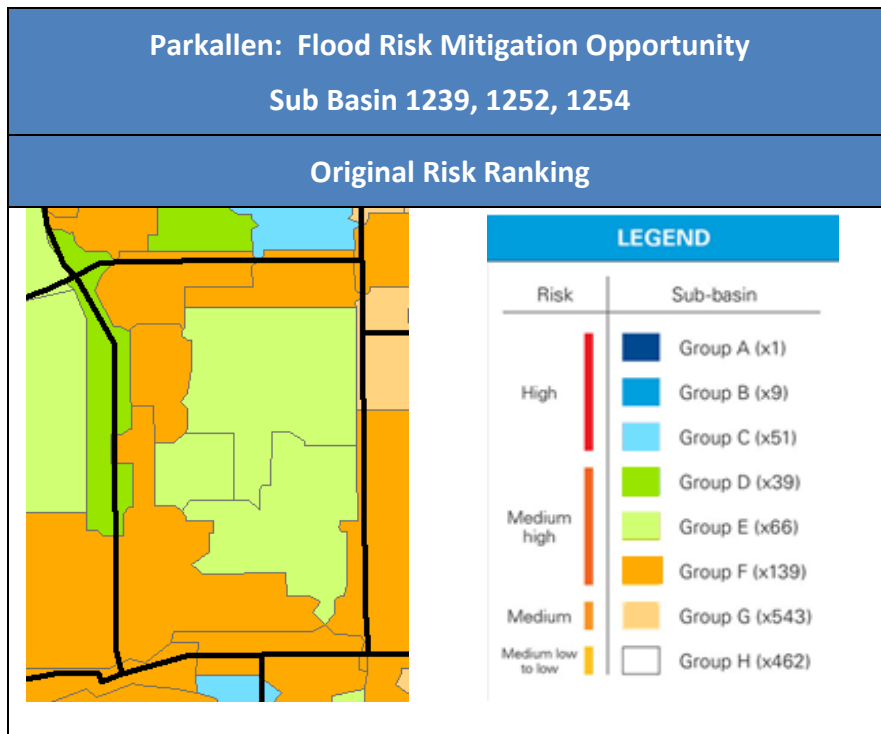 Parkallen: Flood Risk Mitigation Opportunity
Sub Basin 1239, 1252, 1254
Original Risk Ranking
LEGEND
Risk Sub-basin
High
Group A (x1)
Group B (x9)
Group C (x51)
Medium
high
Group D (x39)
Group E (x66)
Group F (x139)
Medium
Group G (x543)
Medium low
to low
Group H (x462)